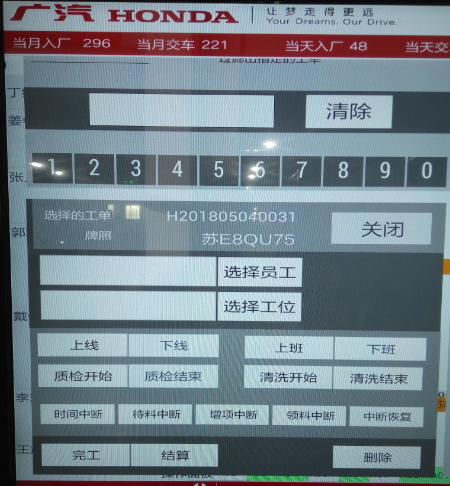 广汽 HONDA 让梦走得更远
Your Dreams. Our Drive.
当月入厂 296 当月交车 221 当天入厂 48 当天交
清除
1 2 3 4 5 6 7 8 9 0
张
郭
选择的工单 H201805040031
牌照 苏E8QU75
关闭
选择员工
选择工位
上线 下线 上班 下班
质检开始 质检结束 清洗开始 清洗结束
时间中断 待料中断 增项中断 领料中断 中断恢复
完工 结算 删除